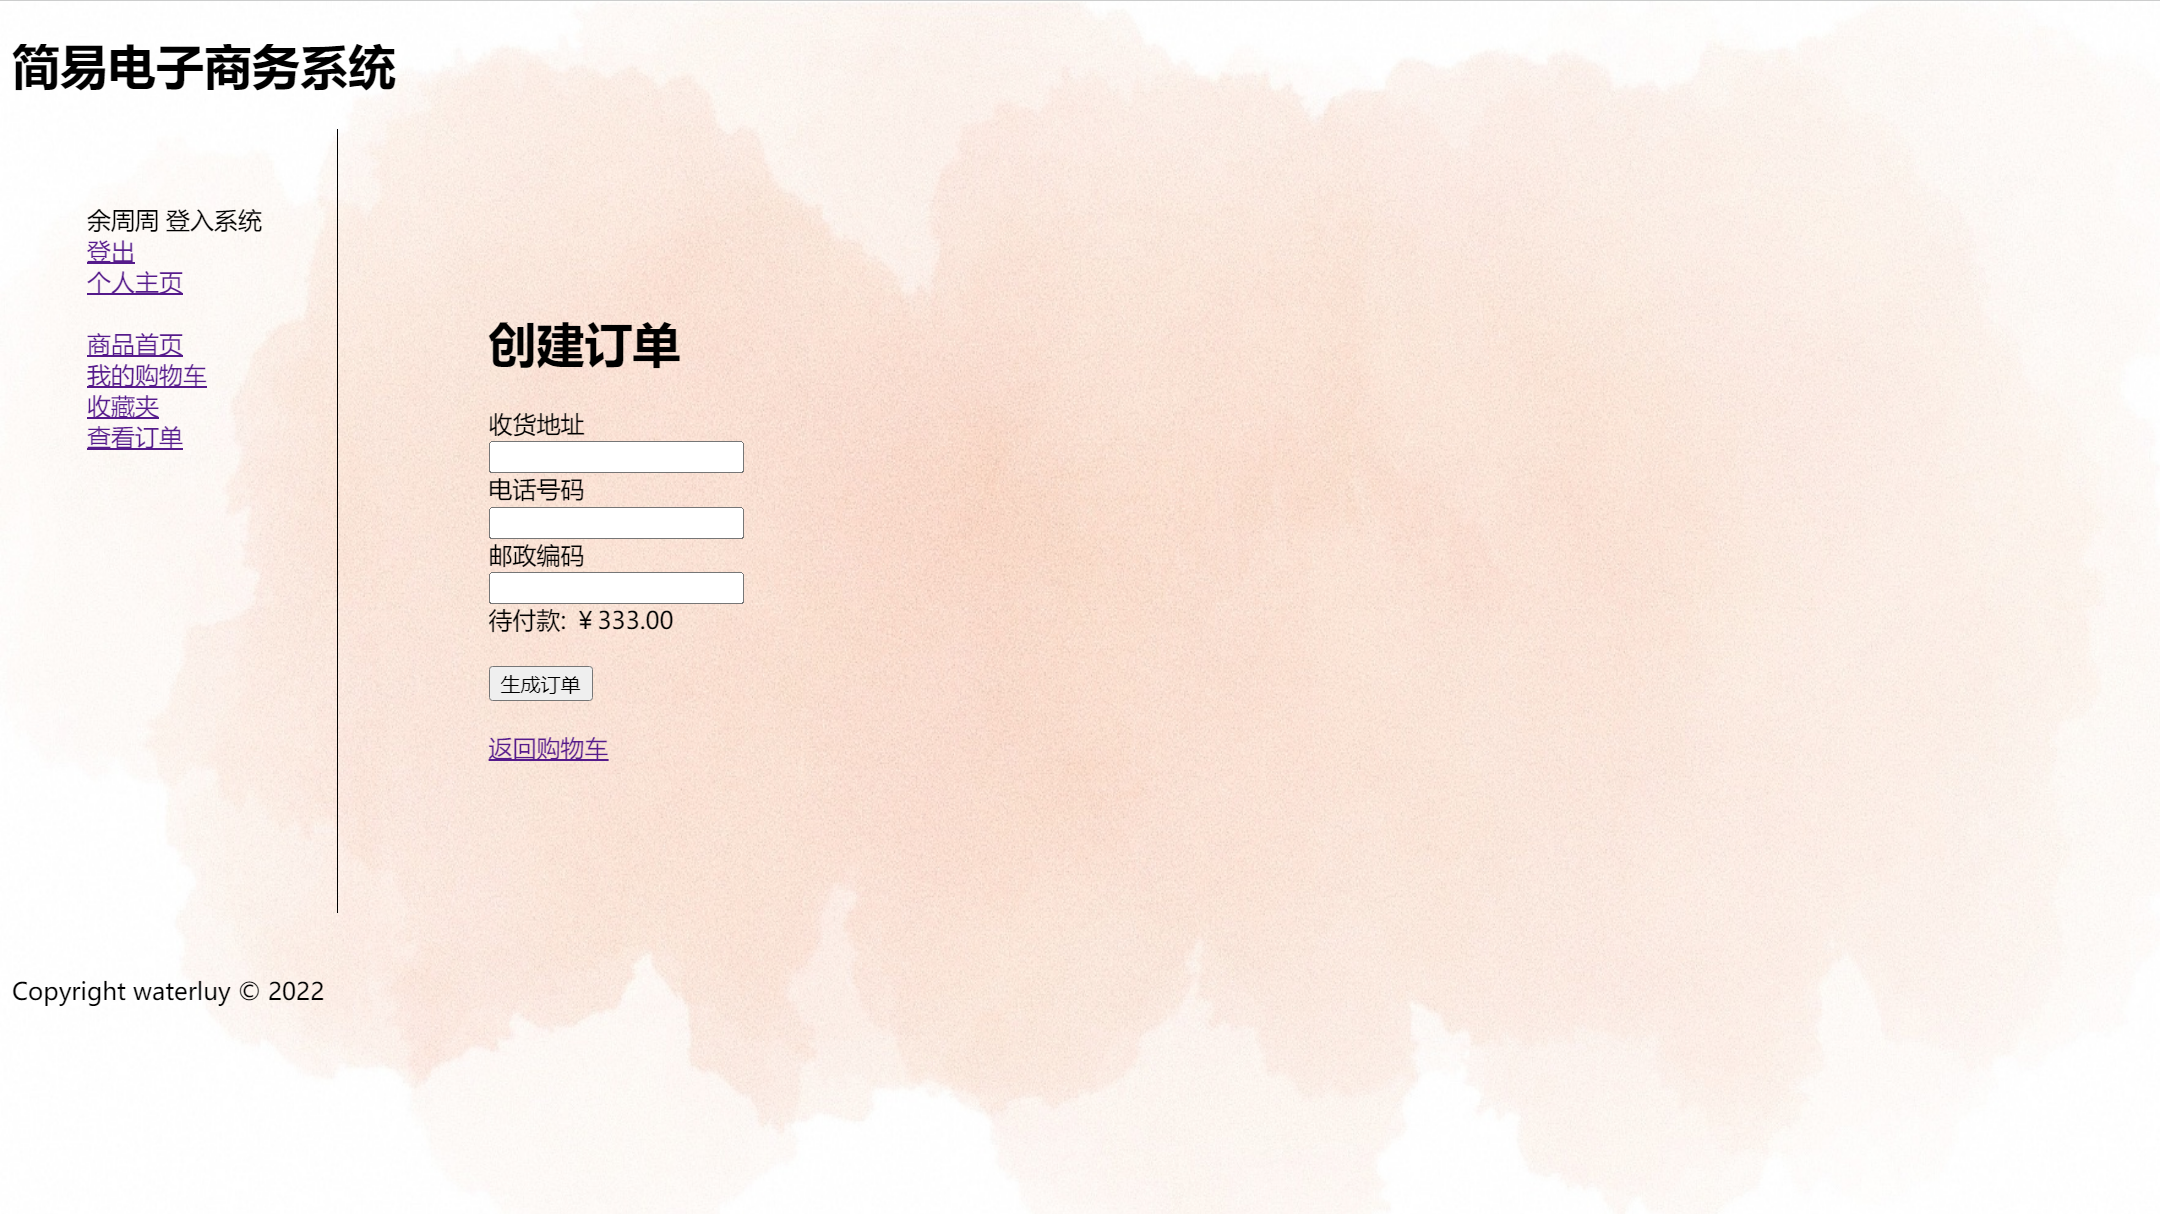 简易电子商务系统
余周周 登入系统
登出
个人主页
商品首页
我的购物车
收藏夹
查看订单
创建订单
收货地址
电话号码
邮政编码
待付款: ￥333.00
生成订单
返回购物车
Copyright waterluy © 2022